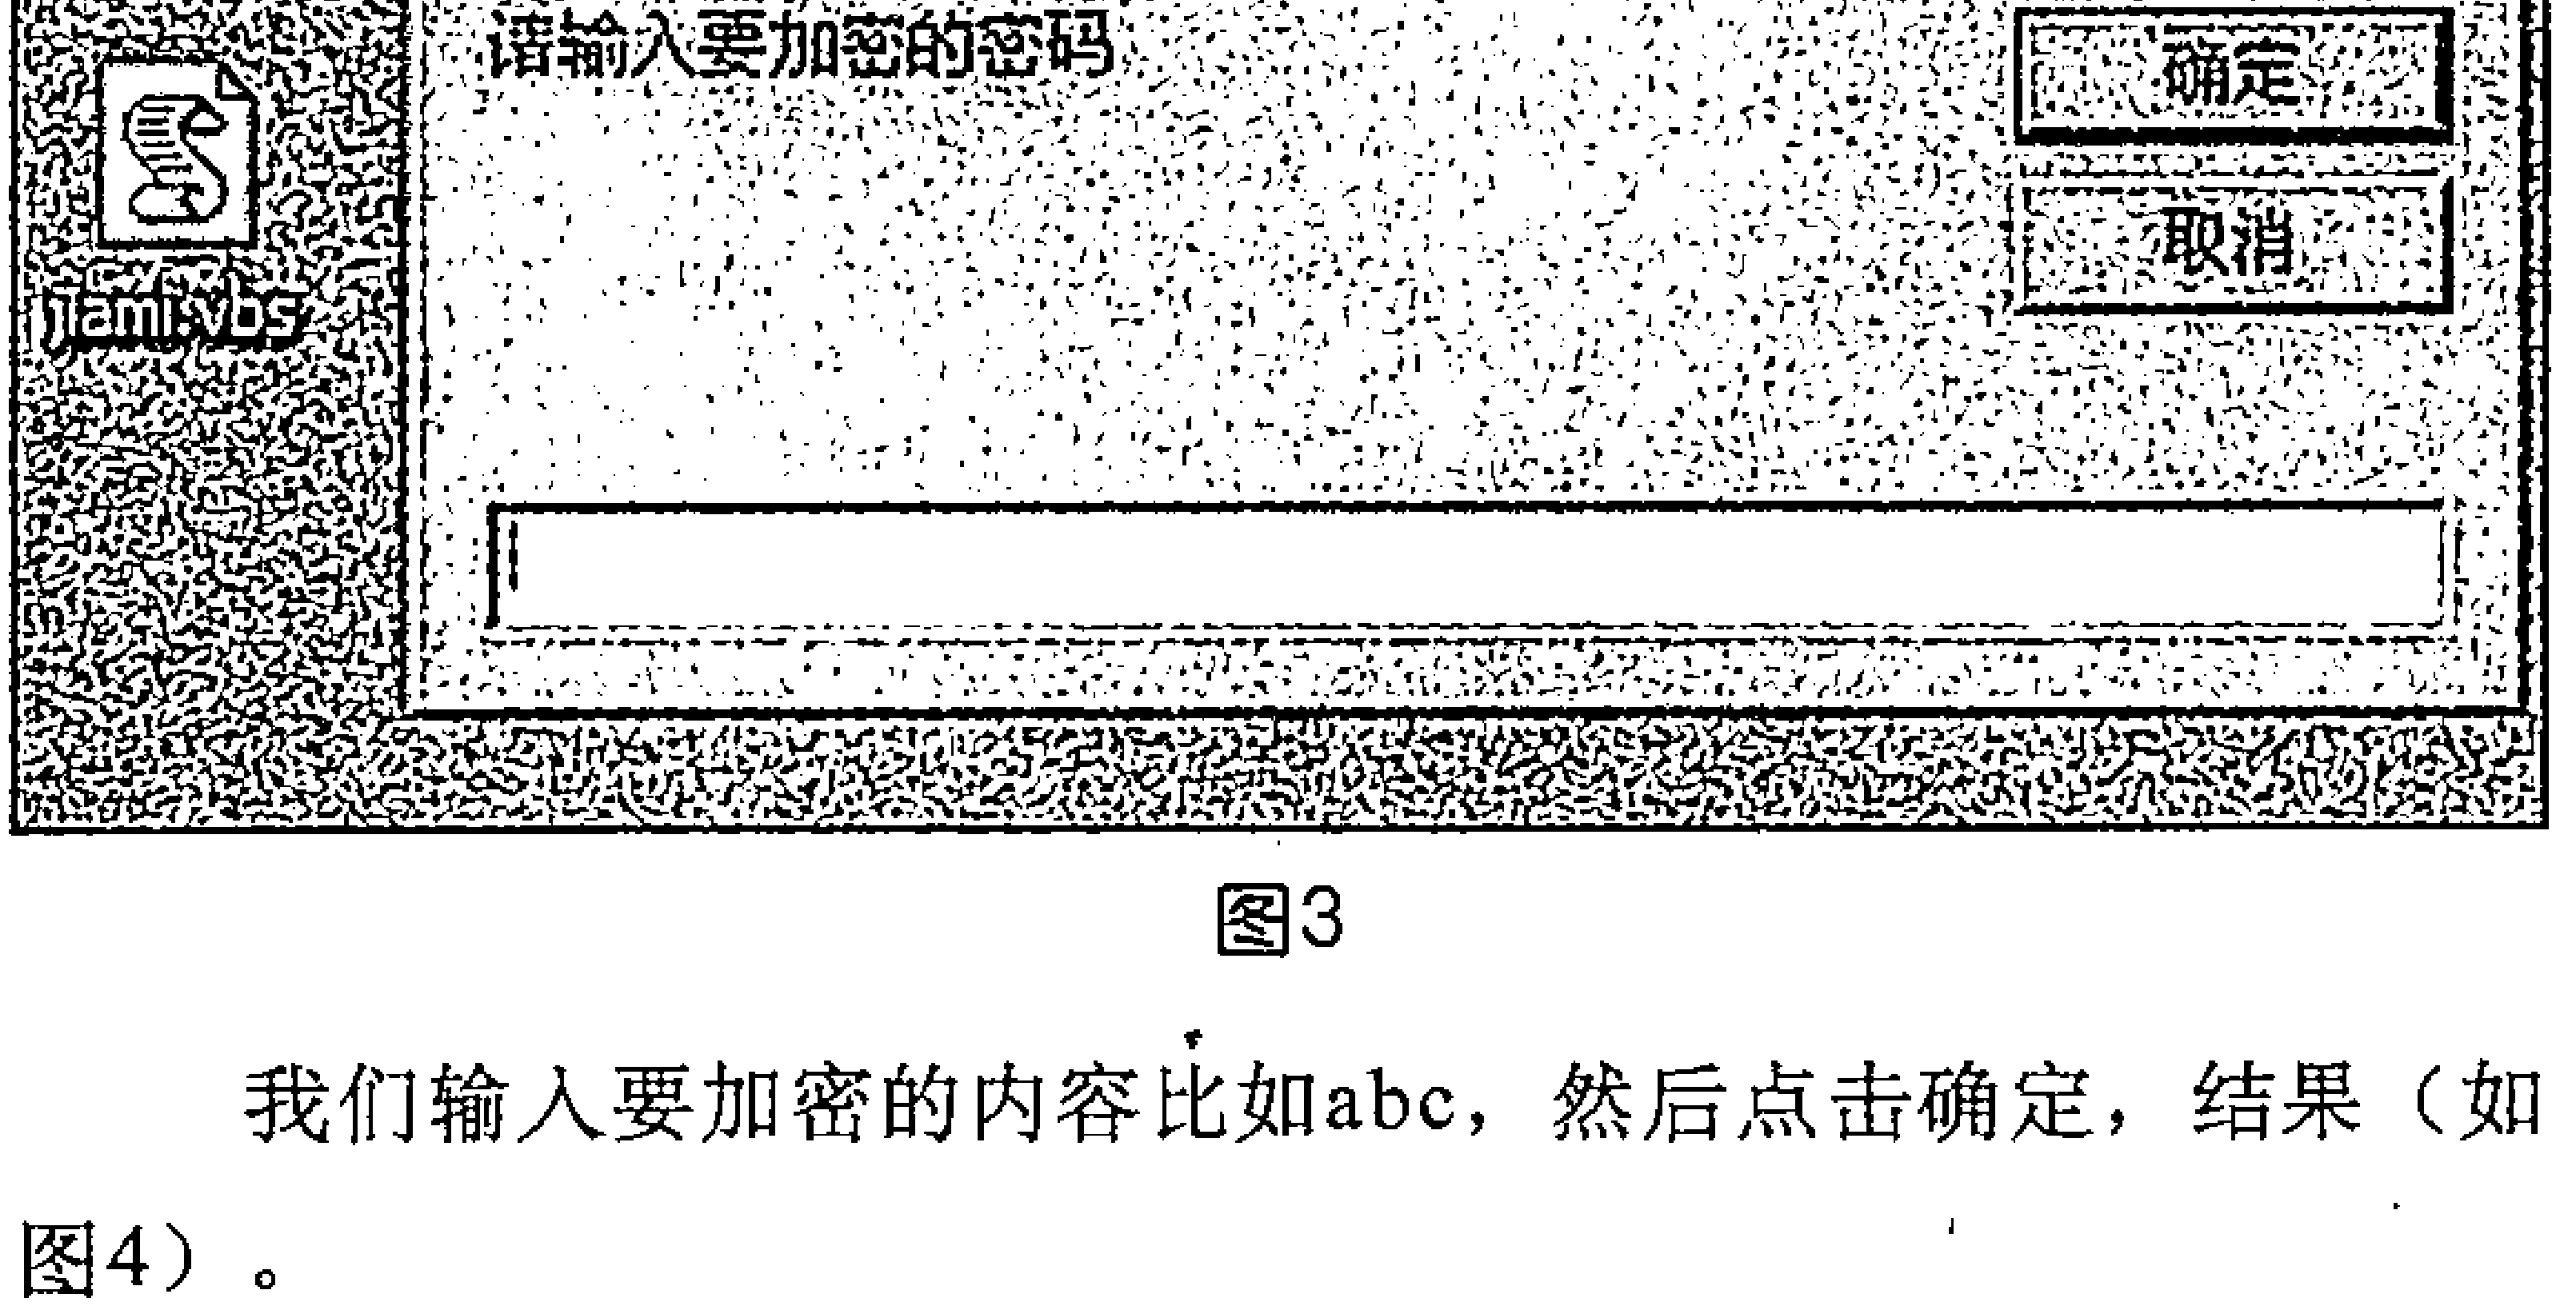 请输入要加密的密码
确定
取消
jiami.vbs
图3
我们输入要加密的内容比如abc，然后点击确定，结果（如
图4）。